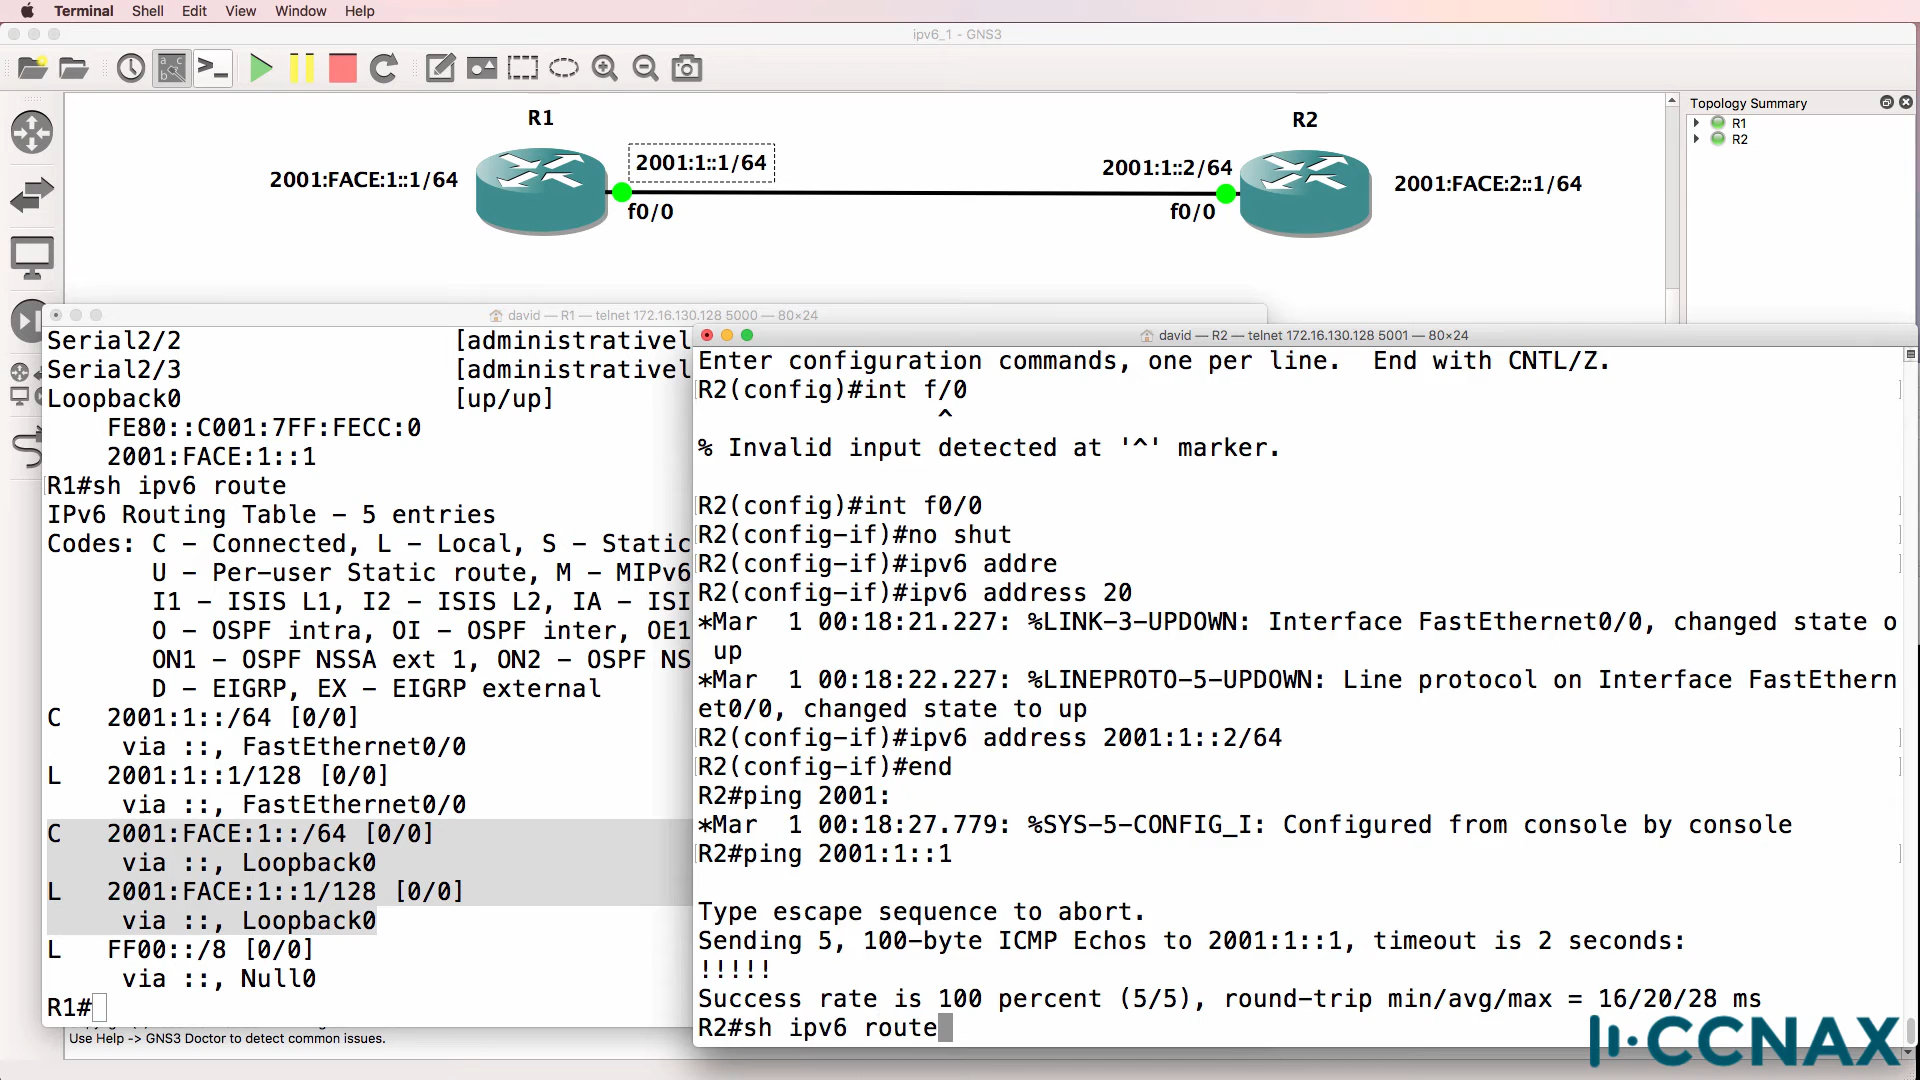 Terminal Shell Edit View Window Help
ipv6_1 - GNS3
R1
R2
2001:FACE:1::1/64
2001:1::1/64
2001:1::2/64
2001:FACE:2::1/64
f0/0
f0/0
Topology Summary
R1
R2
david — R1 — telnet 172.16.130.128 5000 — 80×24
Serial2/2 [administrativel
Serial2/3 [administrativel
Loopback0 [up/up]
FE80::C001:7FF:FECC:0
2001:FACE:1::1
R1#sh ipv6 route
IPv6 Routing Table - 5 entries
Codes: C - Connected, L - Local, S - Static
U - Per-user Static route, M - MIPv6
I1 - ISIS L1, I2 - ISIS L2, IA - ISI
O - OSPF intra, OI - OSPF inter, OE1
ON1 - OSPF NSSA ext 1, ON2 - OSPF NS
D - EIGRP, EX - EIGRP external
C 2001:1::/64 [0/0]
via ::, FastEthernet0/0
L 2001:1::1/128 [0/0]
via ::, FastEthernet0/0
C 2001:FACE:1::/64 [0/0]
via ::, Loopback0
L 2001:FACE:1::1/128 [0/0]
via ::, Loopback0
L FF00::/8 [0/0]
via ::, Null0
R1#
Use Help -> GNS3 Doctor to detect common issues.
david — R2 — telnet 172.16.130.128 5001 — 80×24
Enter configuration commands, one per line. End with CNTL/Z.
R2(config)#int f/0
^
% Invalid input detected at '^' marker.
R2(config)#int f0/0
R2(config-if)#no shut
R2(config-if)#ipv6 addre
R2(config-if)#ipv6 address 20
*Mar 1 00:18:21.227: %LINK-3-UPDOWN: Interface FastEthernet0/0, changed state o
up
*Mar 1 00:18:22.227: %LINEPROTO-5-UPDOWN: Line protocol on Interface FastEthern
et0/0, changed state to up
R2(config-if)#ipv6 address 2001:1::2/64
R2(config-if)#end
R2#ping 2001:
*Mar 1 00:18:27.779: %SYS-5-CONFIG_I: Configured from console by console
R2#ping 2001:1::1
Type escape sequence to abort.
Sending 5, 100-byte ICMP Echos to 2001:1::1, timeout is 2 seconds:
!!!!!
Success rate is 100 percent (5/5), round-trip min/avg/max = 16/20/28 ms
R2#sh ipv6 route
CCNAX